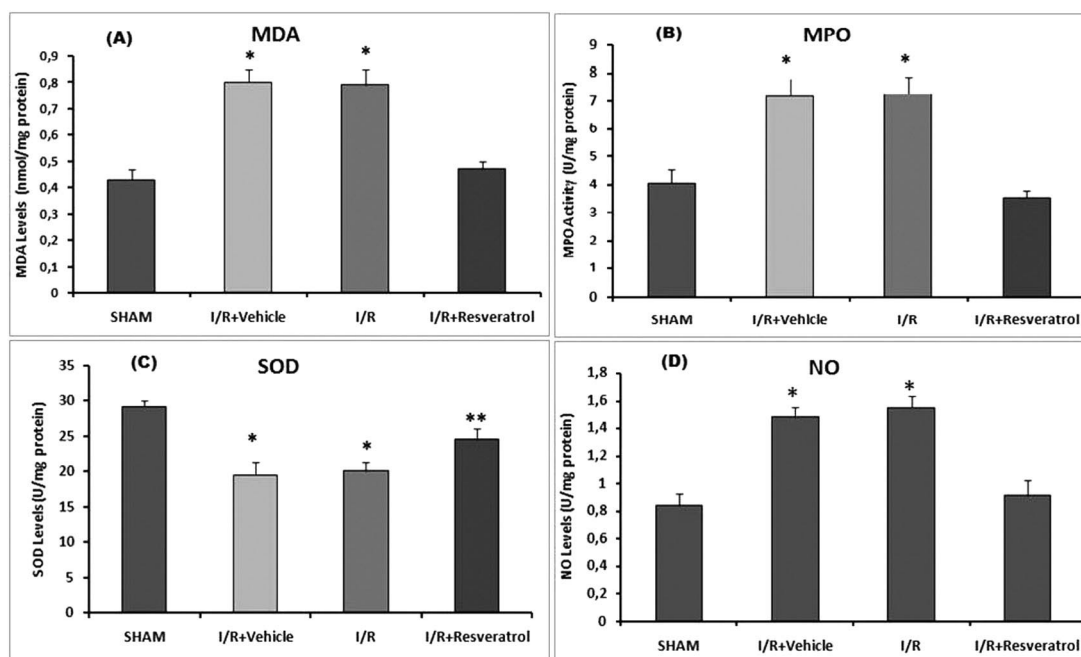 (A)
MDA
MDA Levels (nmol/mg protein)
0,9
0,8
0,7
0,6
0,5
0,4
0,3
0,2
0,1
0
*
*
SHAM I/R+Vehicle I/R I/R+Resveratrol
(B)
MPO
MPO Activity (U/mg protein)
9
8
7
6
5
4
3
2
1
0
*
*
SHAM I/R+Vehicle I/R I/R+Resveratrol
(C)
SOD
SOD Levels (U/mg protein)
35
30
25
20
15
10
5
0
*
*
**
SHAM I/R+Vehicle I/R I/R+Resveratrol
(D)
NO
NO Levels (U/mg protein)
1,8
1,6
1,4
1,2
1
0,8
0,6
0,4
0,2
0
*
*
SHAM I/R+Vehicle I/R I/R+Resveratrol